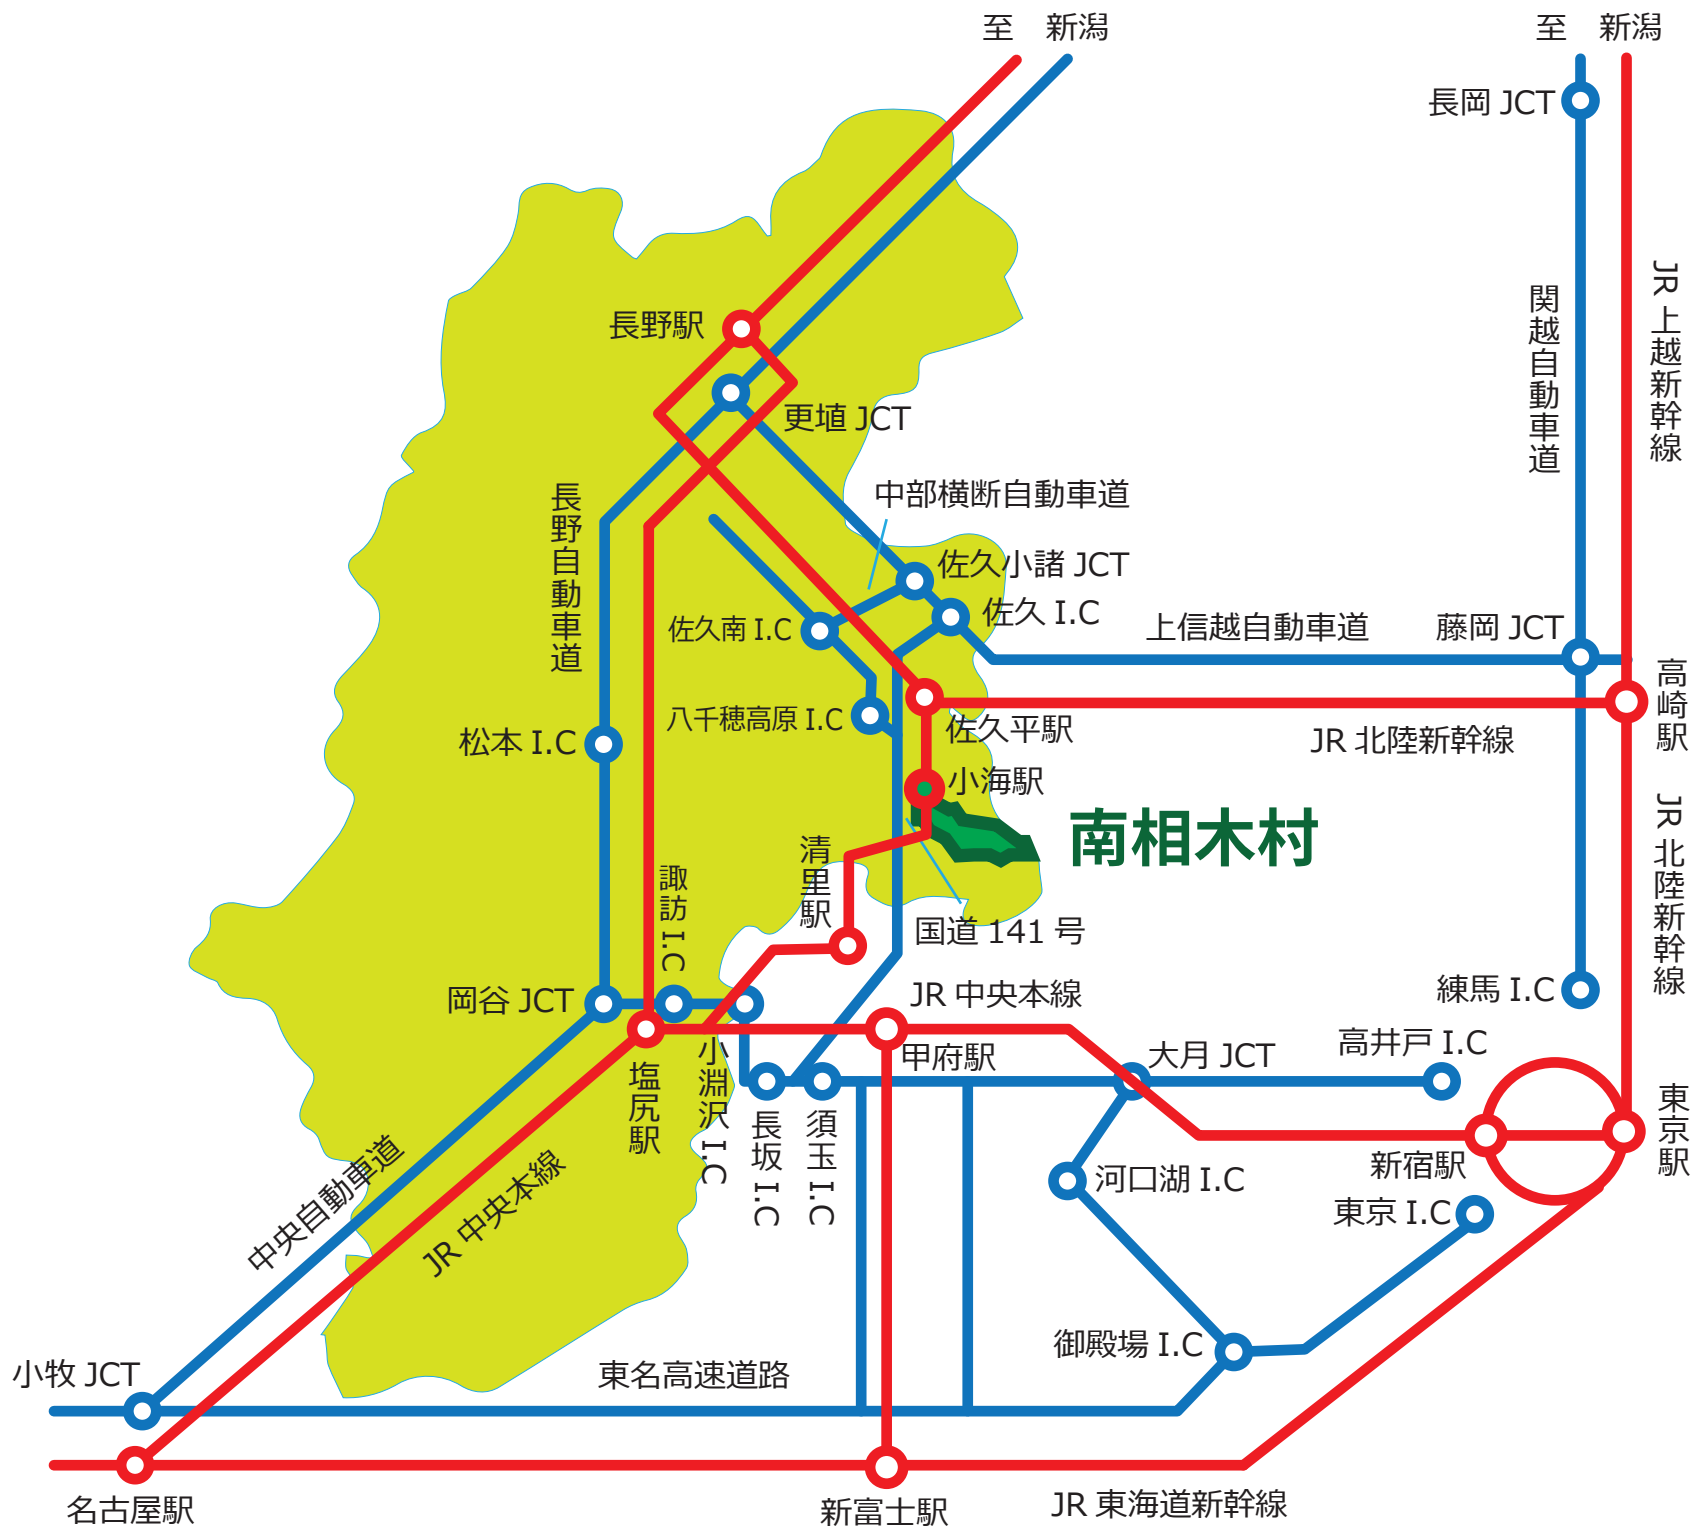 至 新潟
至 新潟
長岡 JCT
JR 上越新幹線
関越自動車道
長野駅
更埴 JCT
中部横断自動車道
長野自動車道
佐久小諸 JCT
佐久 I.C
佐久南 I.C
上信越自動車道
藤岡 JCT
高崎駅
八千穂高原 I.C
佐久平駅
JR 北陸新幹線
松本 I.C
小海駅
南相木村
JR 北陸新幹線
清里駅
諏訪 I.C
国道 141 号
岡谷 JCT
JR 中央本線
練馬 I.C
甲府駅
大月 JCT
高井戸 I.C
小淵沢 I.C
塩尻駅
長坂 I.C
須玉 I.C
東京駅
新宿駅
河口湖 I.C
東京 I.C
中央自動車道
JR 中央本線
御殿場 I.C
小牧 JCT
東名高速道路
名古屋駅
新富士駅
JR 東海道新幹線